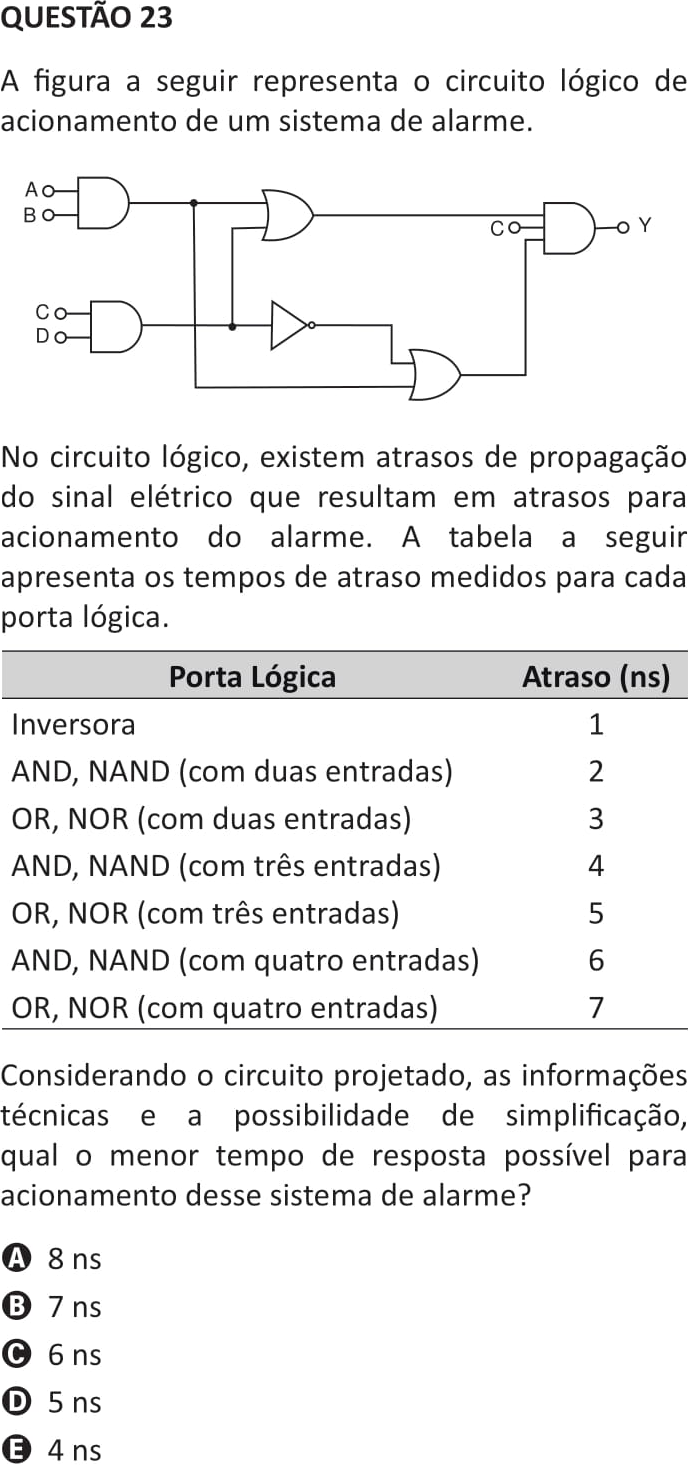 QUESTÃO 23
A figura a seguir representa o circuito lógico de
acionamento de um sistema de alarme.
A
B
C
Y
C
D
No circuito lógico, existem atrasos de propagação
do sinal elétrico que resultam em atrasos para
acionamento do alarme. A tabela a seguir
apresenta os tempos de atraso medidos para cada
porta lógica.
Porta Lógica Atraso (ns)
Inversora 1
AND, NAND (com duas entradas) 2
OR, NOR (com duas entradas) 3
AND, NAND (com três entradas) 4
OR, NOR (com três entradas) 5
AND, NAND (com quatro entradas) 6
OR, NOR (com quatro entradas) 7
Considerando o circuito projetado, as informações
técnicas e a possibilidade de simplificação,
qual o menor tempo de resposta possível para
acionamento desse sistema de alarme?
A 8 ns
B 7 ns
C 6 ns
D 5 ns
E 4 ns